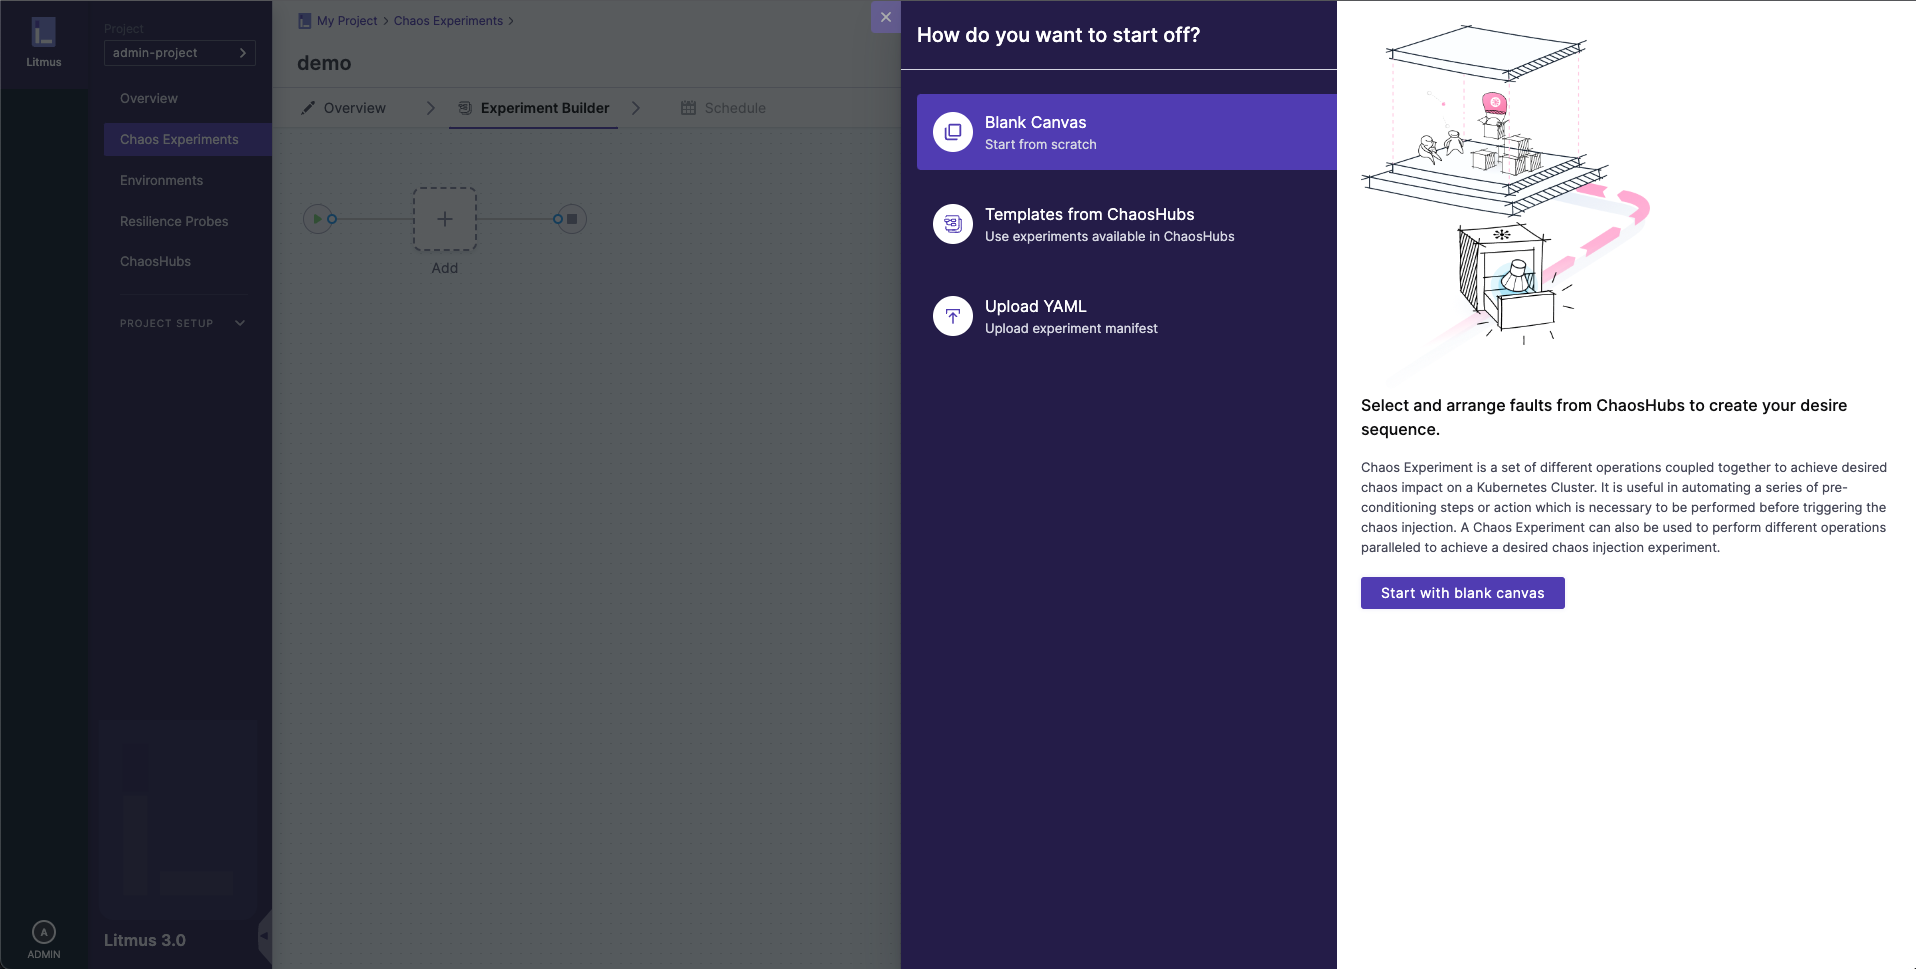 Litmus
Project
admin-project
Overview
Chaos Experiments
Environments
Resilience Probes
ChaosHubs
PROJECT SETUP
Litmus 3.0
A
ADMIN
My Project > Chaos Experiments >
demo
Overview
Experiment Builder
Schedule
Add
How do you want to start off?
Blank Canvas
Start from scratch
Templates from ChaosHubs
Use experiments available in ChaosHubs
Upload YAML
Upload experiment manifest
Select and arrange faults from ChaosHubs to create your desire
sequence.
Chaos Experiment is a set of different operations coupled together to achieve desired
chaos impact on a Kubernetes Cluster. It is useful in automating a series of pre-
conditioning steps or action which is necessary to be performed before triggering the
chaos injection. A Chaos Experiment can also be used to perform different operations
paralleled to achieve a desired chaos injection experiment.
Start with blank canvas